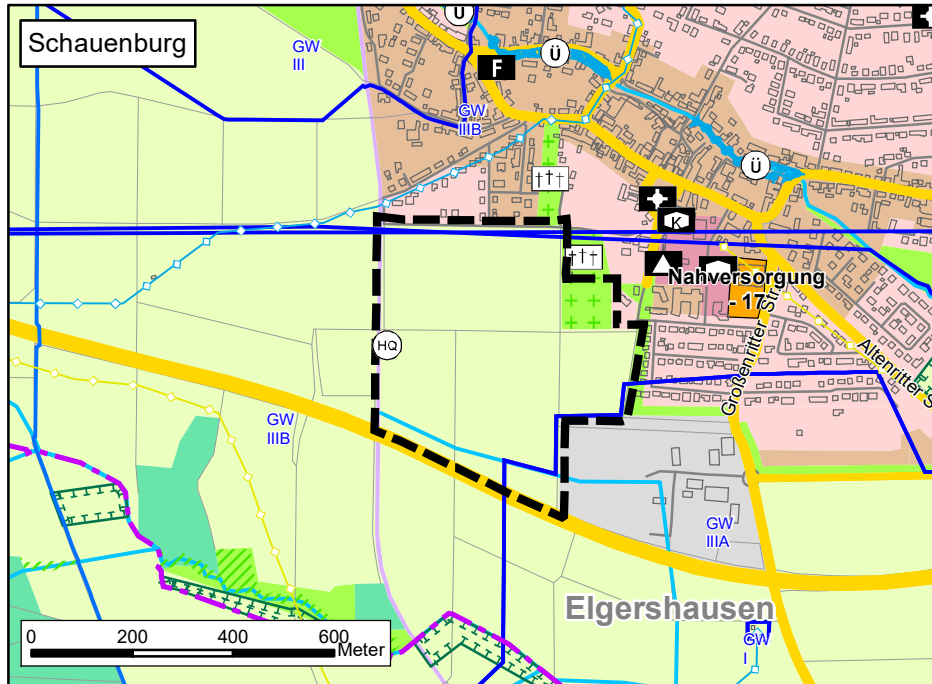 Schauenburg
Ü
GW
III
F
Ü
GW
IIIB
Ü
†††
K
†††
Nahversorgung
- 17
Großenritter Str.
Altenritter S
HQ
GW
IIIB
GW
IIIA
Elgershausen
GW
I
0 200 400 600
Meter